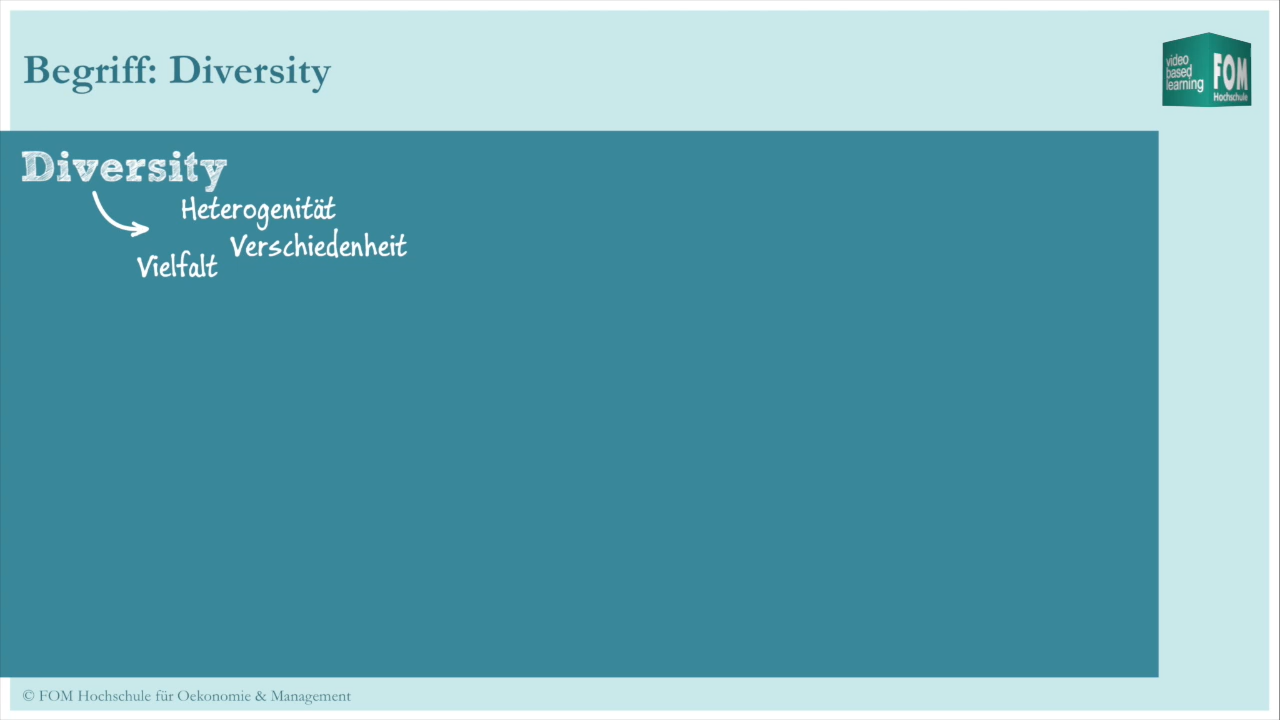 Begriff: Diversity
video
based
learning
FOM
Hochschule
Diversity
Heterogenität
Verschiedenheit
Vielfalt
© FOM Hochschule für Oekonomie & Management